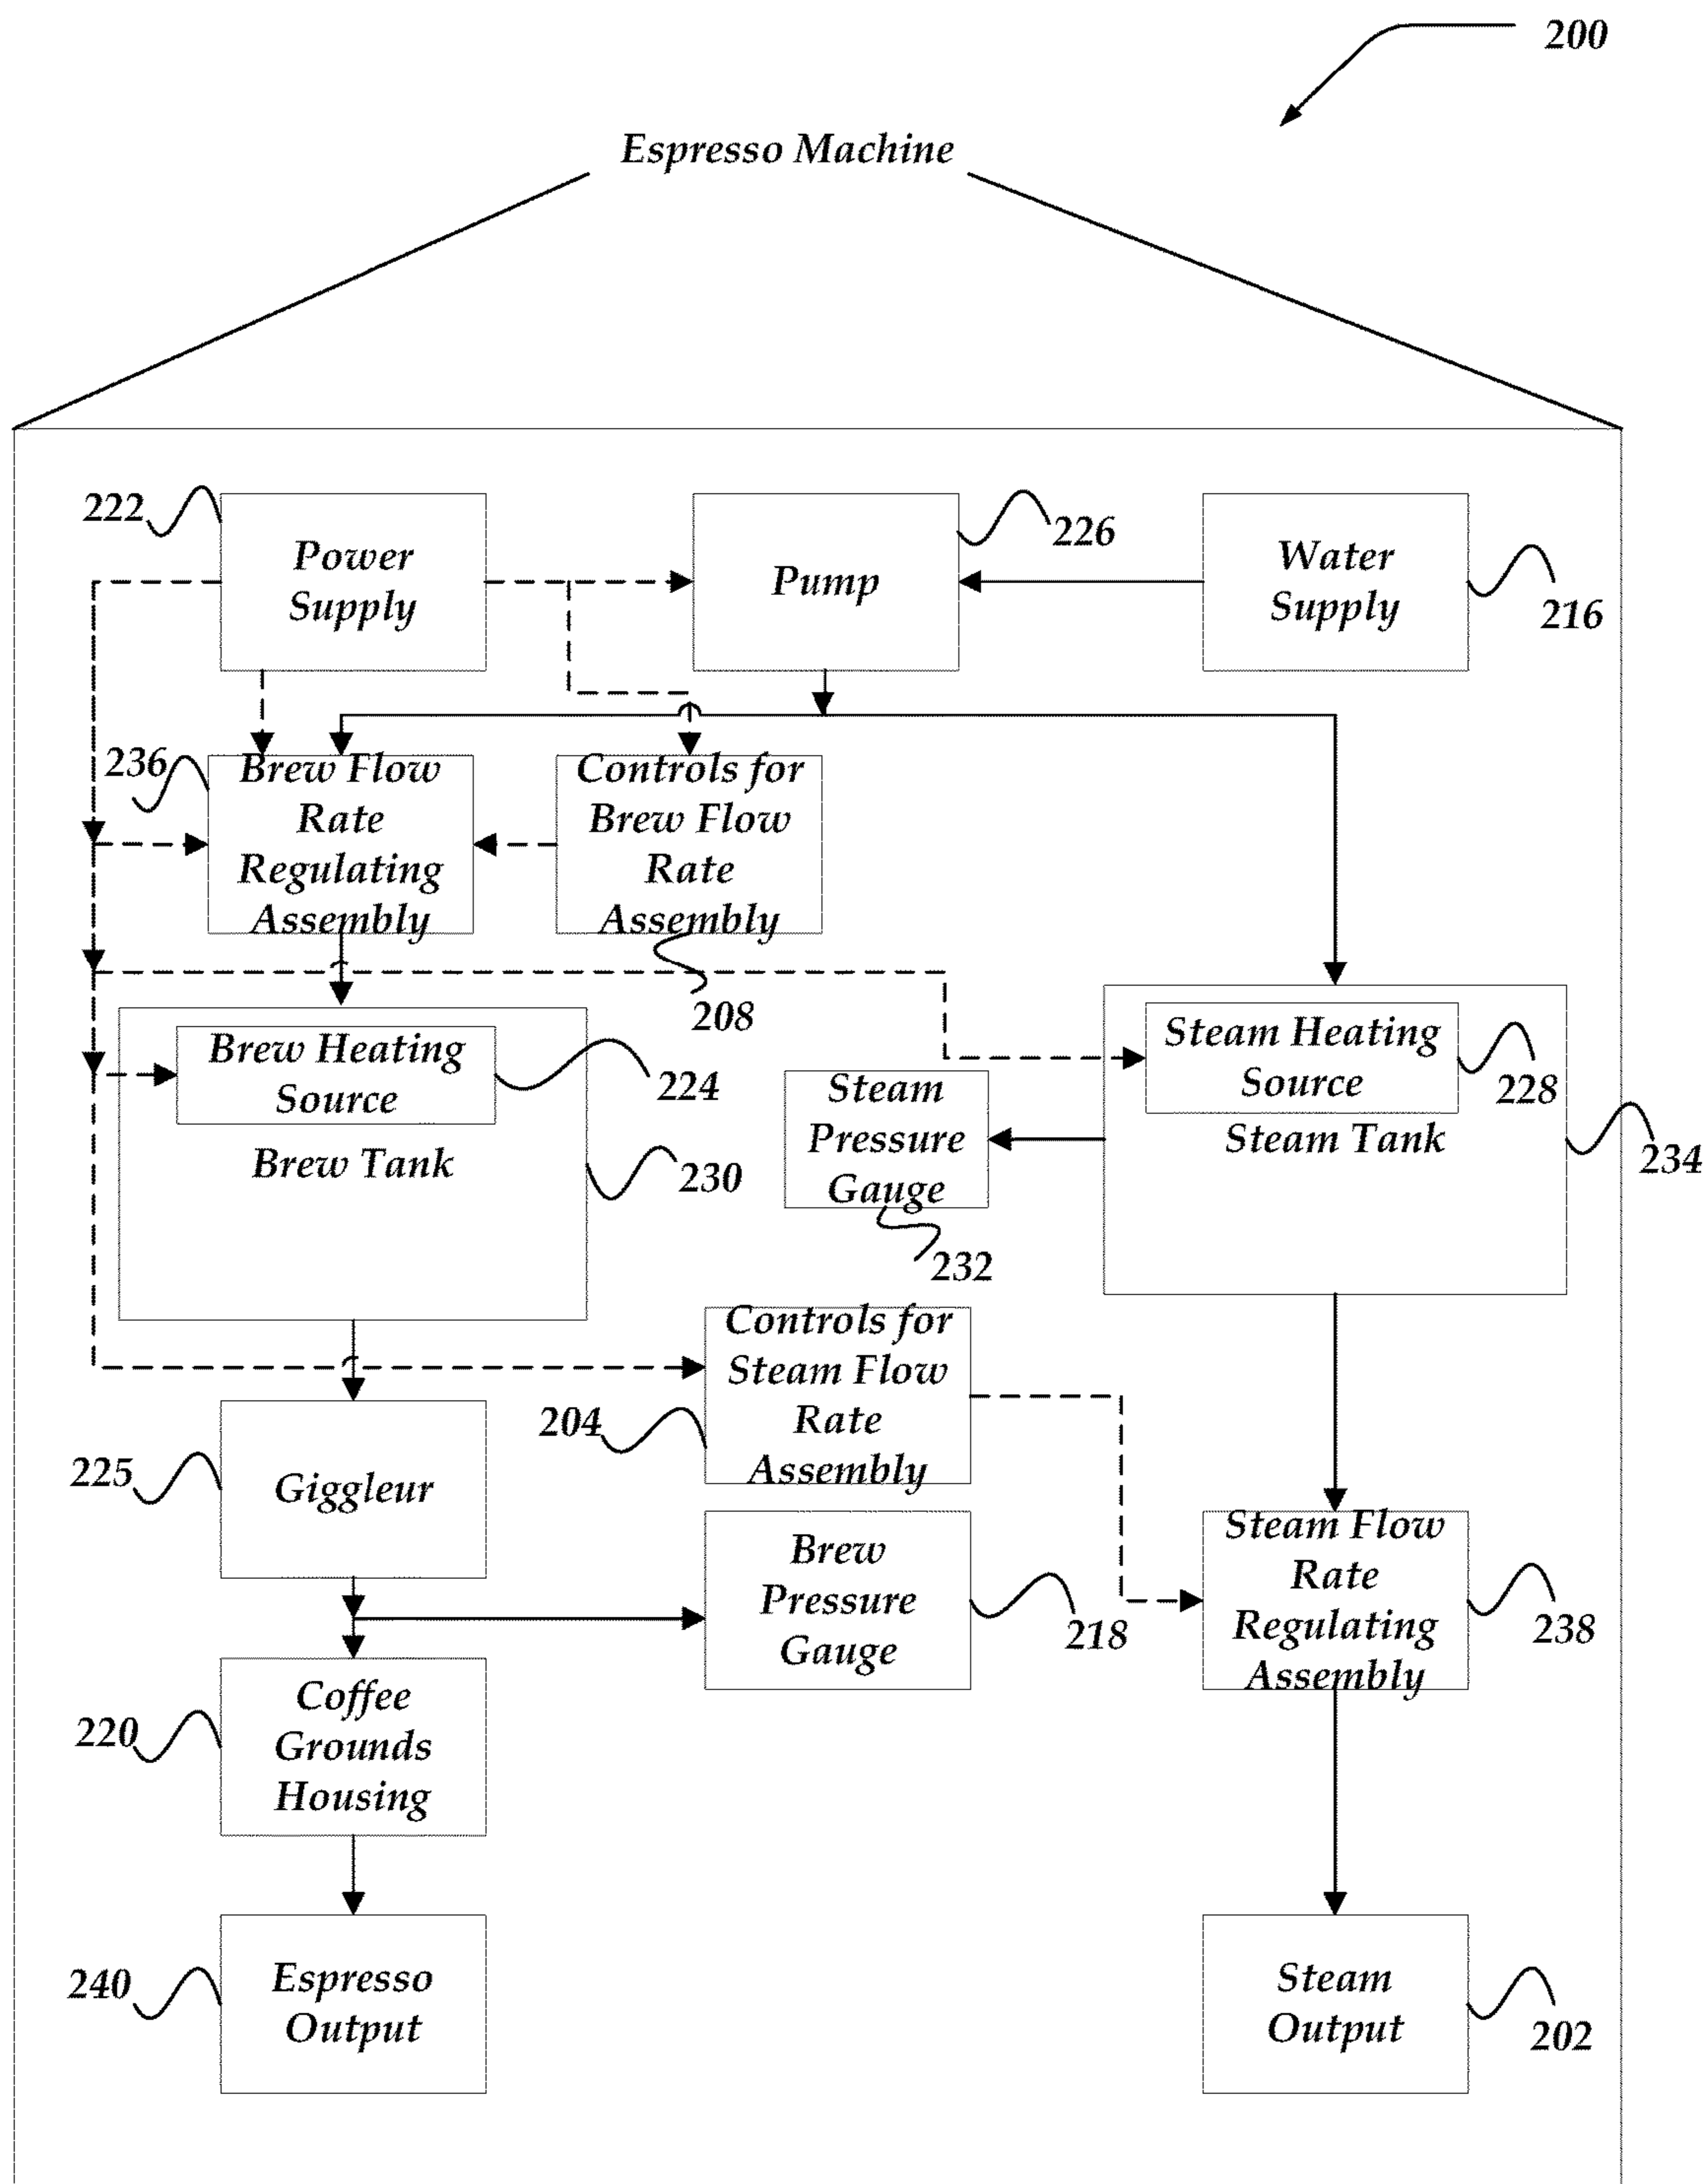 200
Espresso Machine
222
Power
Supply
Pump
226
Water
Supply
216
236
Brew Flow
Rate
Regulating
Assembly
Controls for
Brew Flow
Rate
Assembly
208
Brew Heating
Source
224
Brew Tank
230
Steam
Pressure
Gauge
232
Steam Heating
Source
228
Steam Tank
234
Controls for
Steam Flow
Rate
Assembly
204
225
Giggleur
Brew
Pressure
Gauge
218
Steam Flow
Rate
Regulating
Assembly
238
220
Coffee
Grounds
Housing
240
Espresso
Output
Steam
Output
202